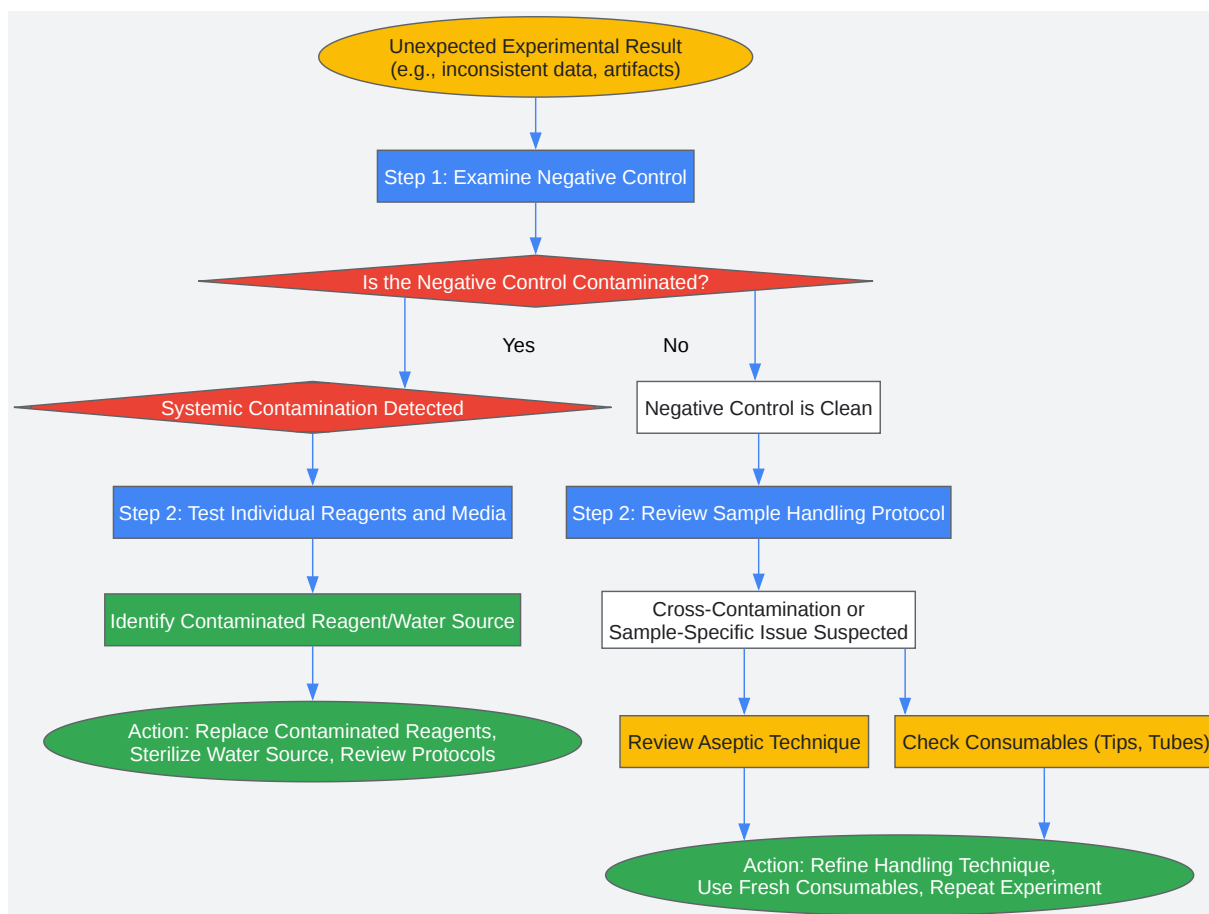 Unexpected Experimental Result
(e.g., inconsistent data, artifacts)
Step 1: Examine Negative Control
Is the Negative Control Contaminated?
Yes
No
Systemic Contamination Detected
Negative Control is Clean
Step 2: Test Individual Reagents and Media
Step 2: Review Sample Handling Protocol
Identify Contaminated Reagent/Water Source
Cross-Contamination or
Sample-Specific Issue Suspected
Action: Replace Contaminated Reagents,
Sterilize Water Source, Review Protocols
Review Aseptic Technique
Check Consumables (Tips, Tubes)
Action: Refine Handling Technique,
Use Fresh Consumables, Repeat Experiment